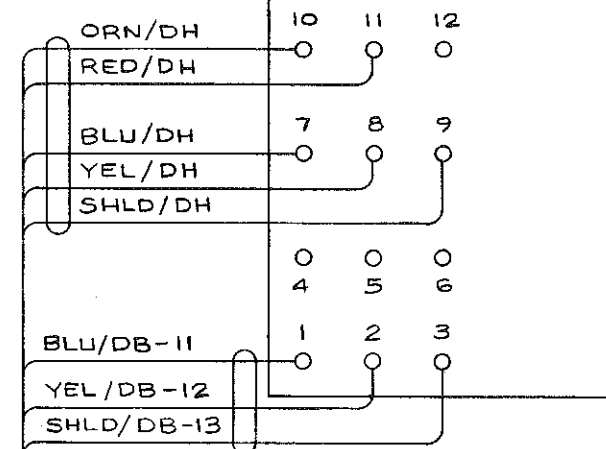 ORN/DH
10 11 12
RED/DH
7 8 9
BLU/DH
YEL/DH
SHLD/DH
4 5 6
1 2 3
BLU/DB-11
YEL/DB-12
SHLD/DB-13